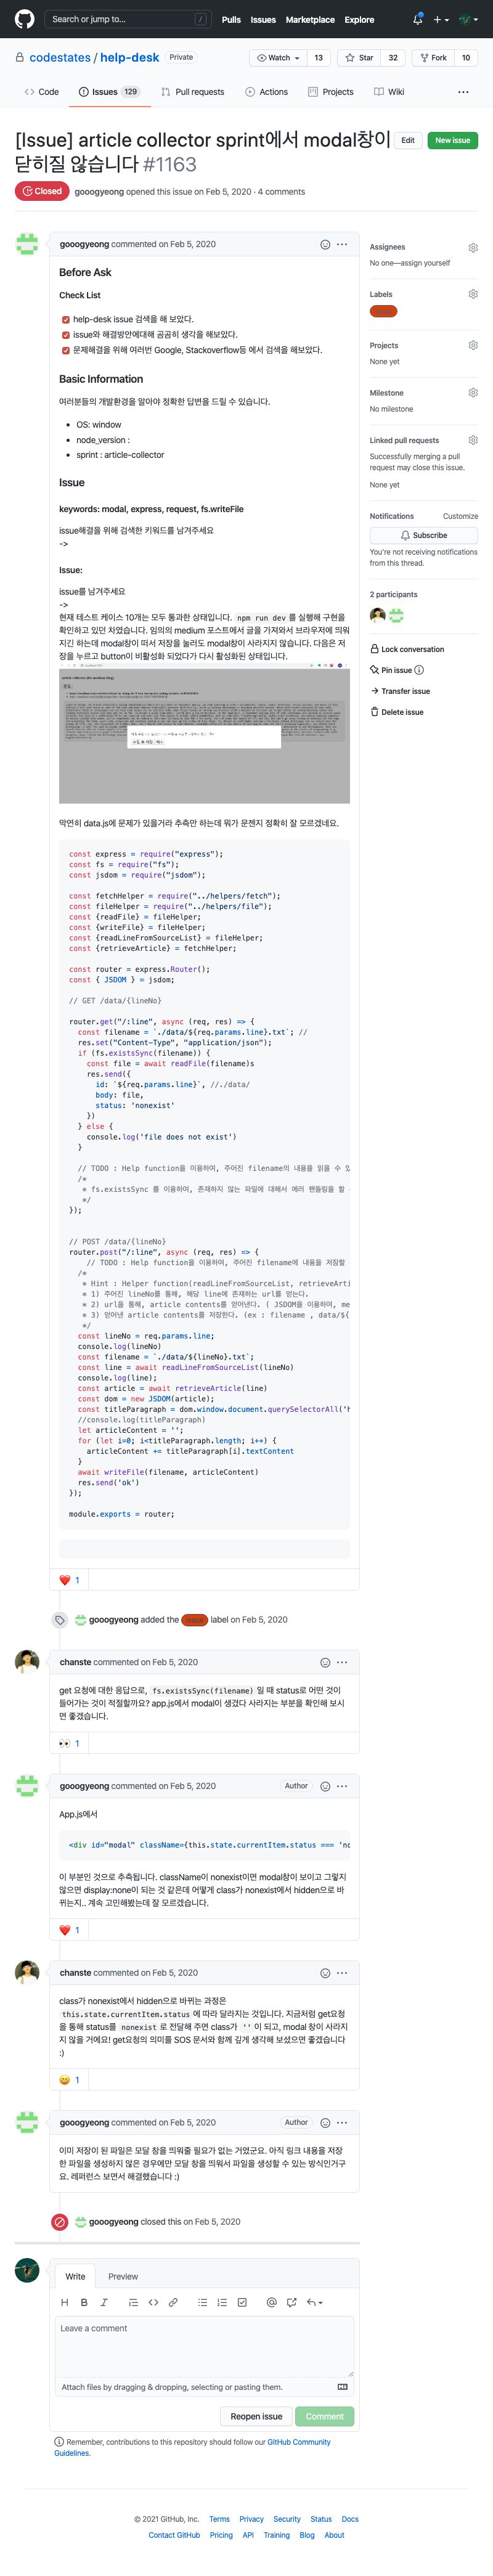 Search or jump to... /
Pulls Issues Marketplace Explore
codestates / help-desk Private
Watch 13 Star 32 Fork 10
Code Issues 129 Pull requests Actions Projects Wiki
[Issue] article collector sprint에서 modal창이
닫히질 않습니다 #1163
Edit New issue
Closed gooogyeong opened this issue on Feb 5, 2020 · 4 comments
gooogyeong commented on Feb 5, 2020
Before Ask
Check List
help-desk issue 검색을 해 보았다.
issue와 해결방안에대해 곰곰히 생각을 해보았다.
문제해결을 위해 여러번 Google, Stackoverflow등 에서 검색을 해보았다.
Basic Information
여러분들의 개발환경을 알아야 정확한 답변을 드릴 수 있습니다.
OS: window
node_version :
sprint : article-collector
Issue
keywords: modal, express, request, fs.writeFile
issue해결을 위해 검색한 키워드를 남겨주세요
->
Issue:
issue를 남겨주세요
->
현재 테스트 케이스 10개는 모두 통과한 상태입니다. npm run dev 를 실행해 구현을
확인하고 있던 차였습니다. 임의의 medium 포스트에서 글을 가져와서 브라우저에 띄워
지긴 하는데 modal창이 떠서 저장을 눌러도 modal창이 사라지지 않습니다. 다음은 저
장을 누르고 button이 비활성화 되었다가 다시 활성화된 상태입니다.
막연히 data.js에 문제가 있을거라 추측만 하는데 뭐가 문젠지 정확히 잘 모르겠네요.
const express = require("express");
const fs = require("fs");
const jsdom = require("jsdom");
const fetchHelper = require("../helpers/fetch");
const fileHelper = require("../helpers/file");
const {readFile} = fileHelper;
const {writeFile} = fileHelper;
const {readLineFromSourceList} = fileHelper;
const {retrieveArticle} = fetchHelper;
const router = express.Router();
const { JSDOM } = jsdom;
// GET /data/{lineNo}
router.get("/:line", async (req, res) => {
const filename = `./data/${req.params.line}.txt`; //
res.set("Content-Type", "application/json");
if (fs.existsSync(filename)) {
const file = await readFile(filename)s
res.send({
id: `${req.params.line}`, //./data/
body: file,
status: 'nonexist'
})
} else {
console.log('file does not exist')
}
// TODO : Help function을 이용하여, 주어진 filename의 내용을 읽을 수 있
/*
* fs.existsSync 를 이용하여, 존재하지 않는 파일에 대해서 에러 핸들링을 할
*/
});
// POST /data/{lineNo}
router.post("/:line", async (req, res) => {
// TODO : Help function을 이용하여, 주어진 filename에 내용을 저장할
/*
* Hint : Helper function(readLineFromSourceList, retrieveArti
* 1) 주어진 lineNo를 통해, 해당 line에 존재하는 url을 얻는다.
* 2) url을 통해, article contents를 얻어낸다. ( JSDOM을 이용하여, me
* 3) 얻어낸 article contents를 저장한다. (ex : filename , data/${
*/
const lineNo = req.params.line;
console.log(lineNo)
const filename = `./data/${lineNo}.txt`;
const line = await readLineFromSourceList(lineNo)
console.log(line);
const article = await retrieveArticle(line)
const dom = new JSDOM(article);
const titleParagraph = dom.window.document.querySelectorAll('h
//console.log(titleParagraph)
let articleContent = '';
for (let i=0; i<titleParagraph.length; i++) {
articleContent += titleParagraph[i].textContent
}
await writeFile(filename, articleContent)
res.send('ok')
});
module.exports = router;
1
gooogyeong added the label on Feb 5, 2020
chanste commented on Feb 5, 2020
get 요청에 대한 응답으로, fs.existsSync(filename) 일 때 status로 어떤 것이
들어가는 것이 적절할까요? app.js에서 modal이 생겼다 사라지는 부분을 확인해 보시
면 좋겠습니다.
1
gooogyeong commented on Feb 5, 2020 Author
App.js에서
<div id="modal" className={this.state.currentItem.status === 'no
이 부분인 것으로 추측됩니다. className이 nonexist이면 modal창이 보이고 그렇지
않으면 display:none이 되는 것 같은데 어떻게 class가 nonexist에서 hidden으로 바
뀌는지.. 계속 고민해봤는데 잘 모르겠습니다.
1
chanste commented on Feb 5, 2020
class가 nonexist에서 hidden으로 바뀌는 과정은
this.state.currentItem.status 에 따라 달라지는 것입니다. 지금처럼 get요청
을 통해 status를 nonexist 로 전달해 주면 class가 '' 이 되고, modal 창이 사라지
지 않을 거에요! get요청의 의미를 SOS 문서와 함께 깊게 생각해 보셨으면 좋겠습니다
:)
1
gooogyeong commented on Feb 5, 2020 Author
이미 저장이 된 파일은 모달 창을 띄워줄 필요가 없는 거였군요. 아직 링크 내용을 저장
한 파일을 생성하지 않은 경우에만 모달 창을 띄워서 파일을 생성할 수 있는 방식인거구
요. 레퍼런스 보면서 해결했습니다 :)
gooogyeong closed this on Feb 5, 2020
Write Preview
Leave a comment
Attach files by dragging & dropping, selecting or pasting them.
Reopen issue Comment
Remember, contributions to this repository should follow our GitHub Community
Guidelines.
Assignees
No one—assign yourself
Labels
Projects
None yet
Milestone
No milestone
Linked pull requests
Successfully merging a pull
request may close this issue.
None yet
Notifications Customize
Subscribe
You're not receiving notifications
from this thread.
2 participants
Lock conversation
Pin issue
Transfer issue
Delete issue
© 2021 GitHub, Inc. Terms Privacy Security Status Docs
Contact GitHub Pricing API Training Blog About